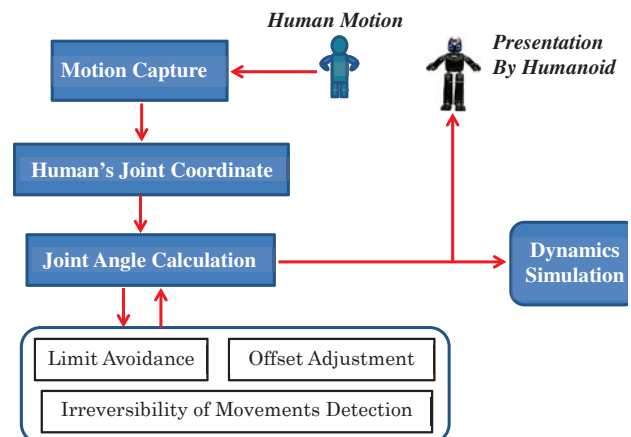 Human Motion
Presentation
By Humanoid
Motion Capture
Human's Joint Coordinate
Joint Angle Calculation
Dynamics
Simulation
Limit Avoidance
Offset Adjustment
Irreversibility of Movements Detection